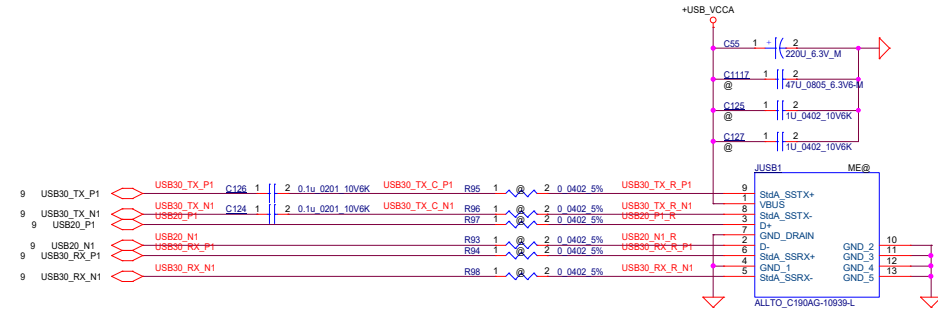 +USB_VCCA
C55 1 + 2
220U_6.3V_M
C1117 1 2
@ 47U_0805_6.3V6-M
C125 1 2
@ 1U_0402_10V6K
C127 1 2
@ 1U_0402_10V6K
JUSB1 ME@
9 USB30_TX_P1 USB30_TX_P1 C126 1 2 0.1u_0201_10V6K USB30_TX_C_P1 R95 1 @ 2 0_0402_5% USB30_TX_R_P1 9 StdA_SSTX+
1 VBUS
9 USB30_TX_N1 USB30_TX_N1 C124 1 2 0.1u_0201_10V6K USB30_TX_C_N1 R96 1 @ 2 0_0402_5% USB30_TX_R_N1 8 StdA_SSTX-
9 USB20_P1 USB20_P1 R97 1 @ 2 0_0402_5% USB20_P1_R 3 D+
7 GND_DRAIN
9 USB20_N1 USB20_N1 R93 1 @ 2 0_0402_5% USB20_N1_R 2 D- GND_2 10
9 USB30_RX_P1 USB30_RX_P1 R94 1 @ 2 0_0402_5% USB30_RX_R_P1 6 StdA_SSRX+ GND_3 11
4 GND_1 GND_4 12
9 USB30_RX_N1 USB30_RX_N1 R98 1 @ 2 0_0402_5% USB30_RX_R_N1 5 StdA_SSRX- GND_5 13
ALLTO_C190AG-10939-L